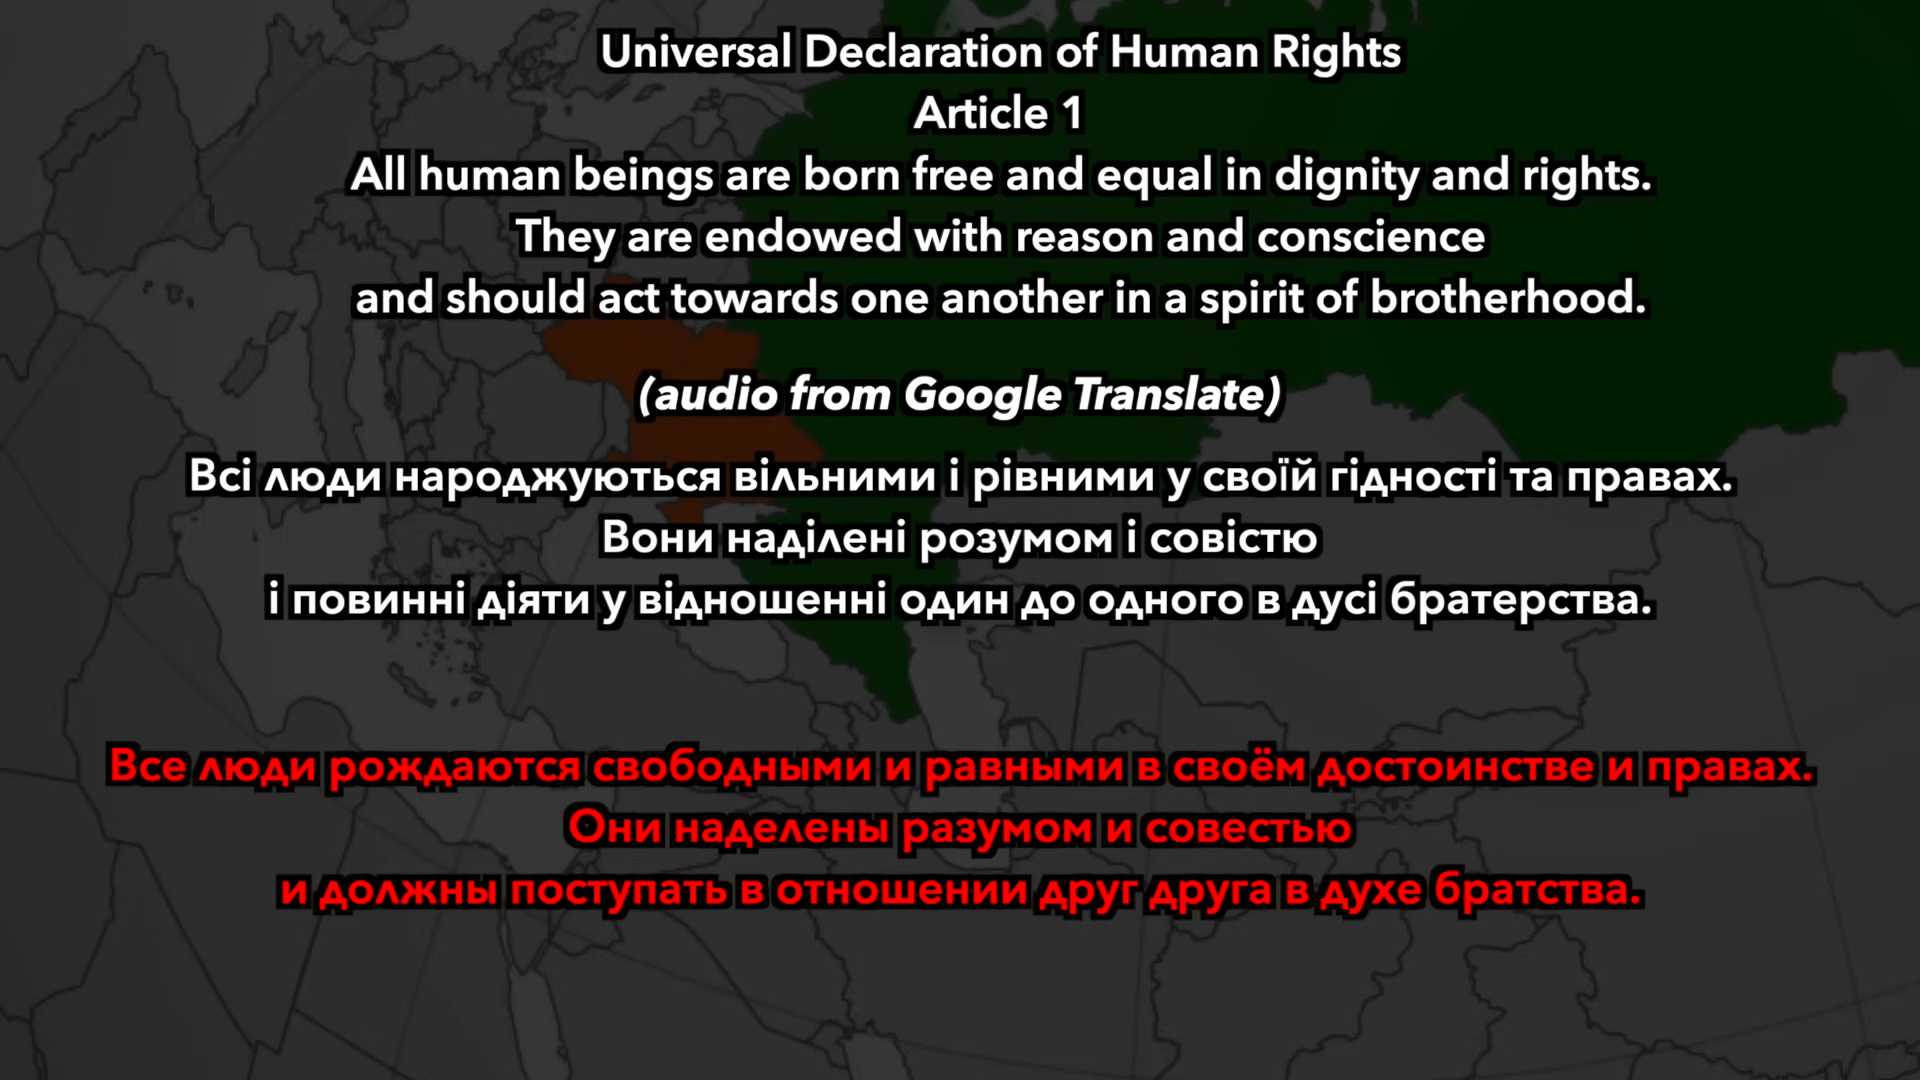 Universal Declaration of Human Rights
Article 1
All human beings are born free and equal in dignity and rights.
They are endowed with reason and conscience
and should act towards one another in a spirit of brotherhood.
(audio from Google Translate)
Всі люди народжуються вільними і рівними у своїй гідності та правах.
Вони наділені розумом і совістю
і повинні діяти у відношенні один до одного в дусі братерства.
Все люди рождаются свободными и равными в своём достоинстве и правах.
Они наделены разумом и совестью
и должны поступать в отношении друг друга в духе братства.